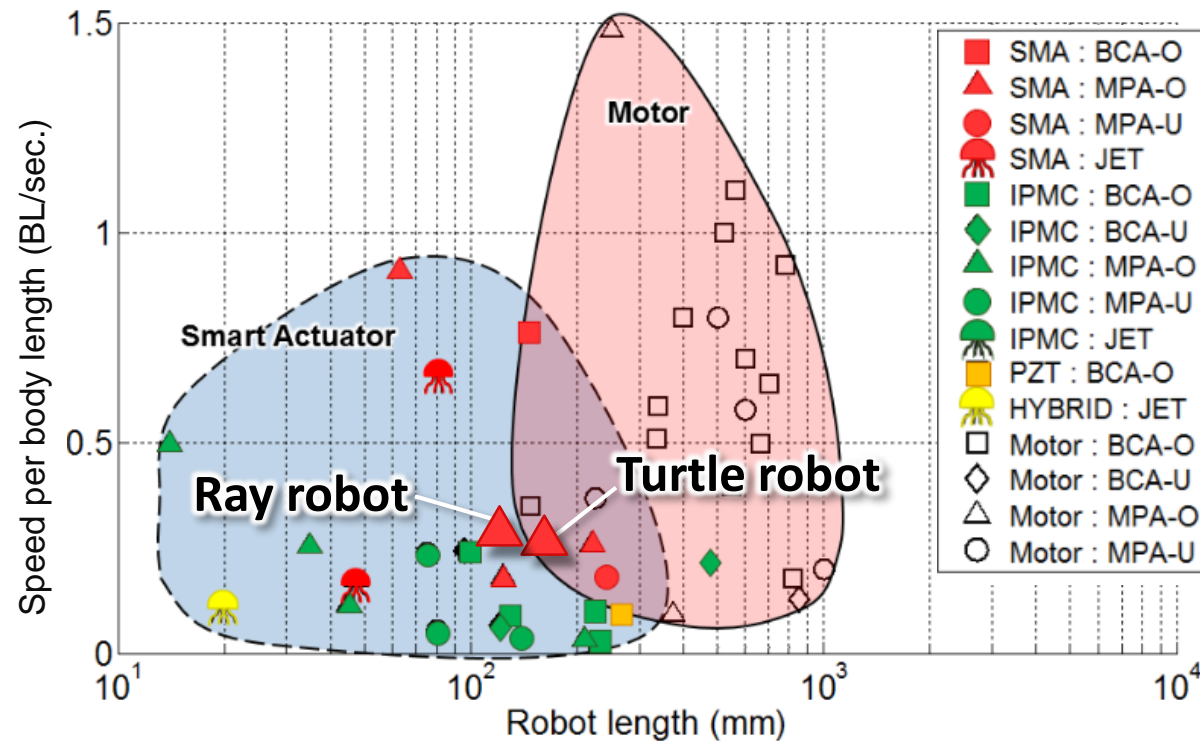 1.5
1
0.5
0
Speed per body length (BL/sec.)
Motor
Smart Actuator
Ray robot
Turtle robot
10^1
10^2
10^3
10^4
Robot length (mm)
SMA : BCA-O
SMA : MPA-O
SMA : MPA-U
SMA : JET
IPMC : BCA-O
IPMC : BCA-U
IPMC : MPA-O
IPMC : MPA-U
IPMC : JET
PZT : BCA-O
HYBRID : JET
Motor : BCA-O
Motor : BCA-U
Motor : MPA-O
Motor : MPA-U